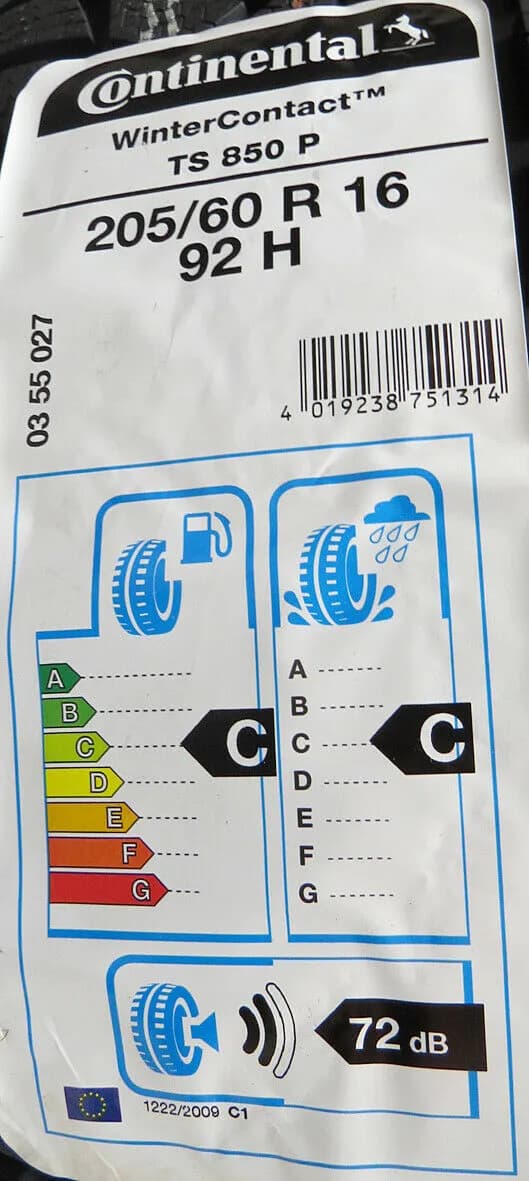 Continental
WinterContact™
TS 850 P
205/60 R 16
92 H
03 55 027
4 019238 751314
A
B
C
D
E
F
G
C
A
B
C
D
E
F
G
C
72 dB
1222/2009 C1